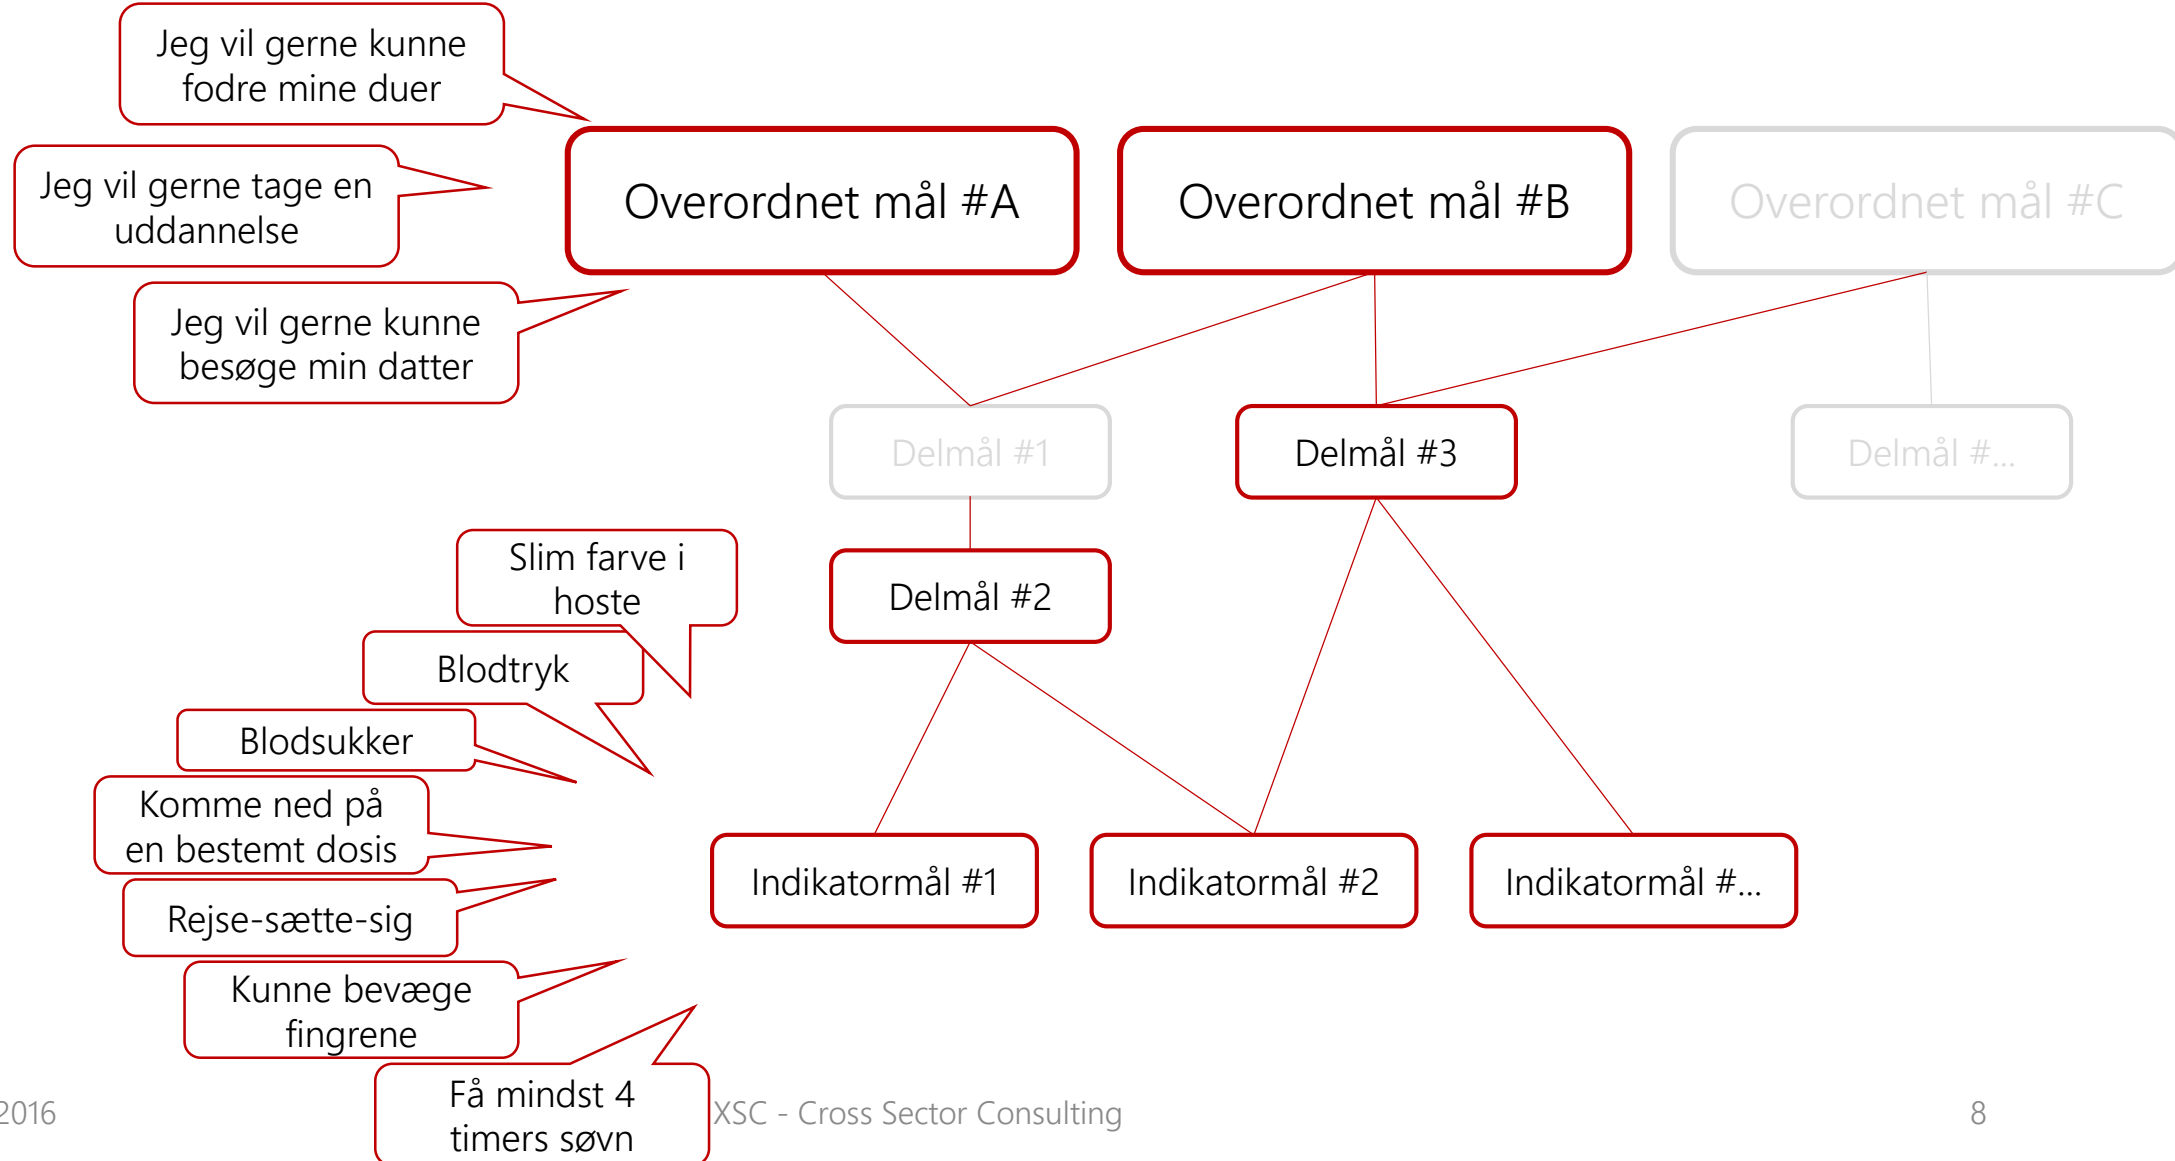 Jeg vil gerne kunne
fodre mine duer
Jeg vil gerne tage en
uddannelse
Jeg vil gerne kunne
besøge min datter
Overordnet mål #A
Overordnet mål #B
Overordnet mål #C
Delmål #1
Delmål #3
Delmål #...
Delmål #2
Slim farve i
hoste
Blodtryk
Blodsukker
Komme ned på
en bestemt dosis
Rejse-sætte-sig
Kunne bevæge
fingrene
Få mindst 4
timers søvn
Indikatormål #1
Indikatormål #2
Indikatormål #...
2016
XSC - Cross Sector Consulting
8